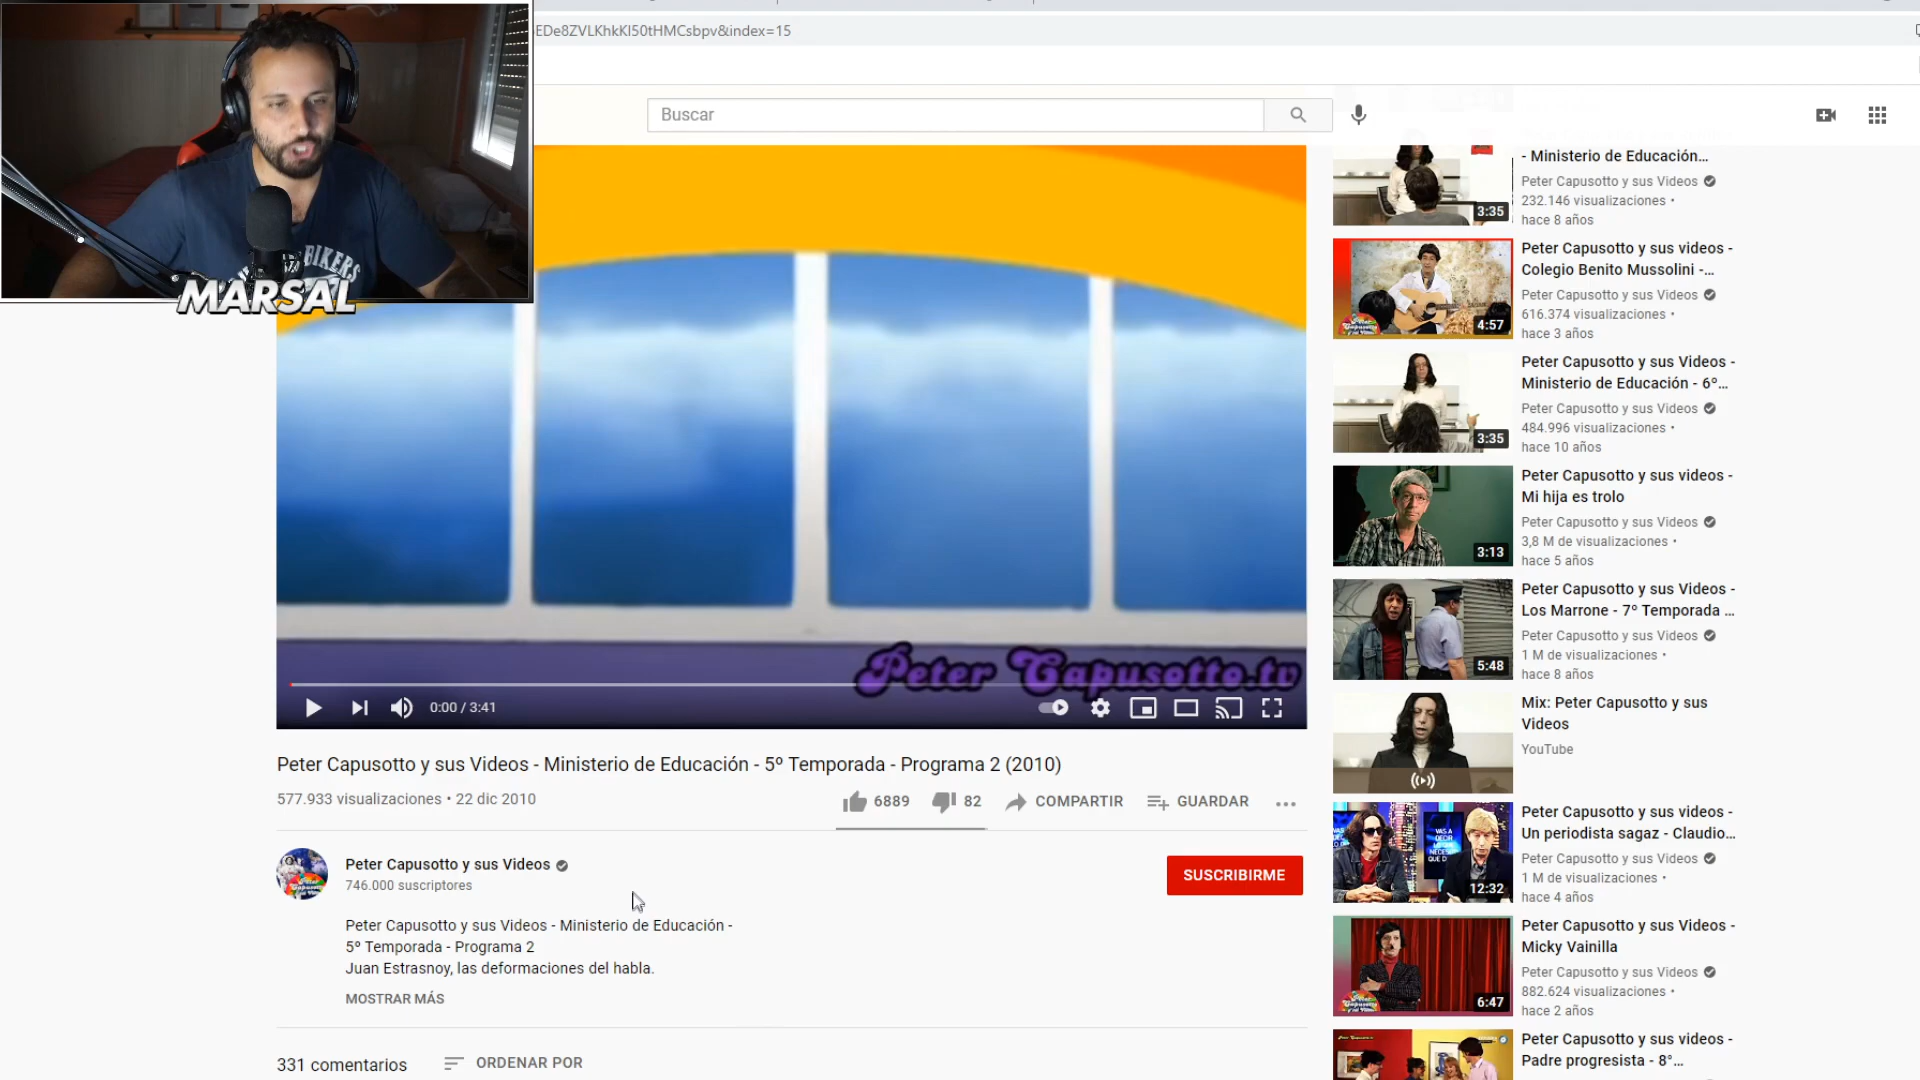 EDe8ZVLKhkKI50tHMCsbpv&index=15
Buscar
BIKERS
MARSAL
Peter Capusotto.tv
0:00 / 3:41
Peter Capusotto y sus Videos - Ministerio de Educación - 5º Temporada - Programa 2 (2010)
577.933 visualizaciones • 22 dic 2010
6889
82
COMPARTIR
GUARDAR
Peter Capusotto y sus Videos
746.000 suscriptores
SUSCRIBIRME
Peter Capusotto y sus Videos - Ministerio de Educación -
5º Temporada - Programa 2
Juan Estrasnoy, las deformaciones del habla.
MOSTRAR MÁS
331 comentarios
ORDENAR POR
- Ministerio de Educación...
Peter Capusotto y sus Videos
232.146 visualizaciones •
hace 8 años
3:35
Peter Capusotto y sus videos -
Colegio Benito Mussolini -...
Peter Capusotto y sus Videos
616.374 visualizaciones •
hace 3 años
4:57
Peter Capusotto y sus Videos -
Ministerio de Educación - 6º...
Peter Capusotto y sus Videos
484.996 visualizaciones •
hace 10 años
3:35
Peter Capusotto y sus videos -
Mi hija es trolo
Peter Capusotto y sus Videos
3,8 M de visualizaciones •
hace 5 años
3:13
Peter Capusotto y sus Videos -
Los Marrone - 7º Temporada ...
Peter Capusotto y sus Videos
1 M de visualizaciones •
hace 8 años
5:48
Mix: Peter Capusotto y sus
Videos
YouTube
Peter Capusotto y sus videos -
Un periodista sagaz - Claudio...
Peter Capusotto y sus Videos
1 M de visualizaciones •
hace 4 años
VAS A
DECIR
QUE D
12:32
Peter Capusotto y sus Videos -
Micky Vainilla
Peter Capusotto y sus Videos
882.624 visualizaciones •
hace 2 años
6:47
Peter Capusotto y sus videos -
Padre progresista - 8°...